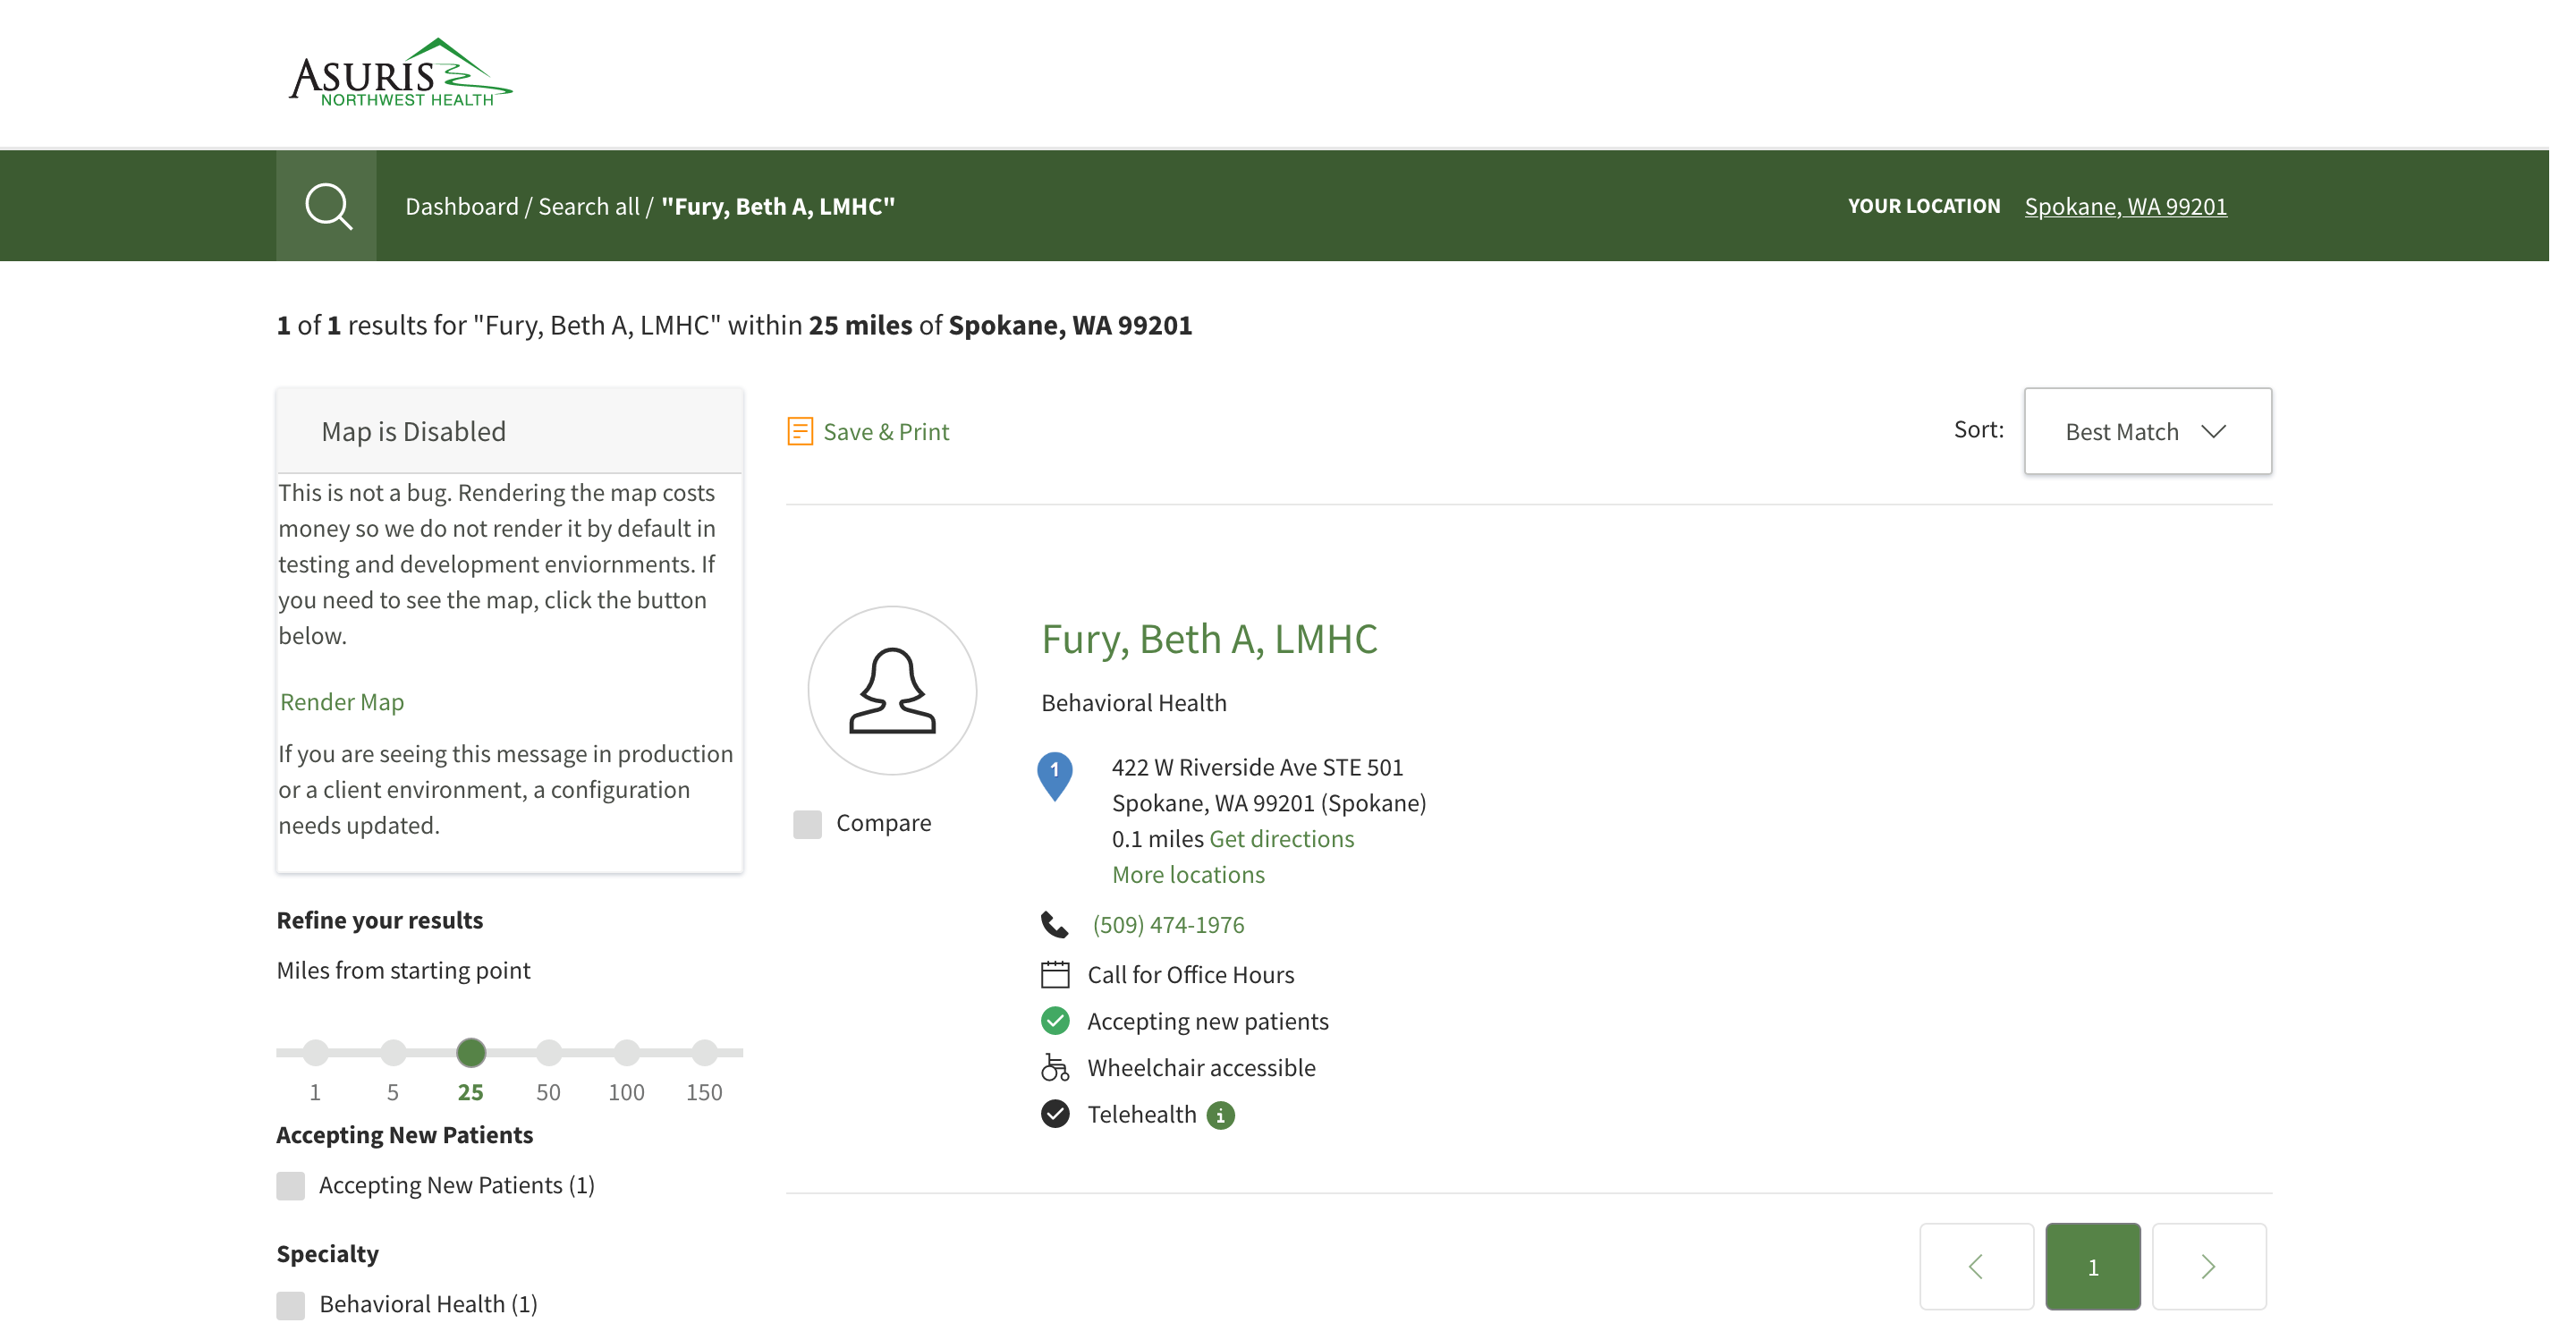 ASURIS
NORTHWEST HEALTH
Dashboard / Search all / "Fury, Beth A, LMHC"
YOUR LOCATION Spokane, WA 99201
1 of 1 results for "Fury, Beth A, LMHC" within 25 miles of Spokane, WA 99201
Map is Disabled
This is not a bug. Rendering the map costs
money so we do not render it by default in
testing and development enviornments. If
you need to see the map, click the button
below.
Render Map
If you are seeing this message in production
or a client environment, a configuration
needs updated.
Refine your results
Miles from starting point
1 5 25 50 100 150
Accepting New Patients
Accepting New Patients (1)
Specialty
Behavioral Health (1)
Save & Print
Sort: Best Match
Fury, Beth A, LMHC
Behavioral Health
1
422 W Riverside Ave STE 501
Spokane, WA 99201 (Spokane)
0.1 miles Get directions
More locations
(509) 474-1976
Call for Office Hours
Accepting new patients
Wheelchair accessible
Telehealth i
Compare
1